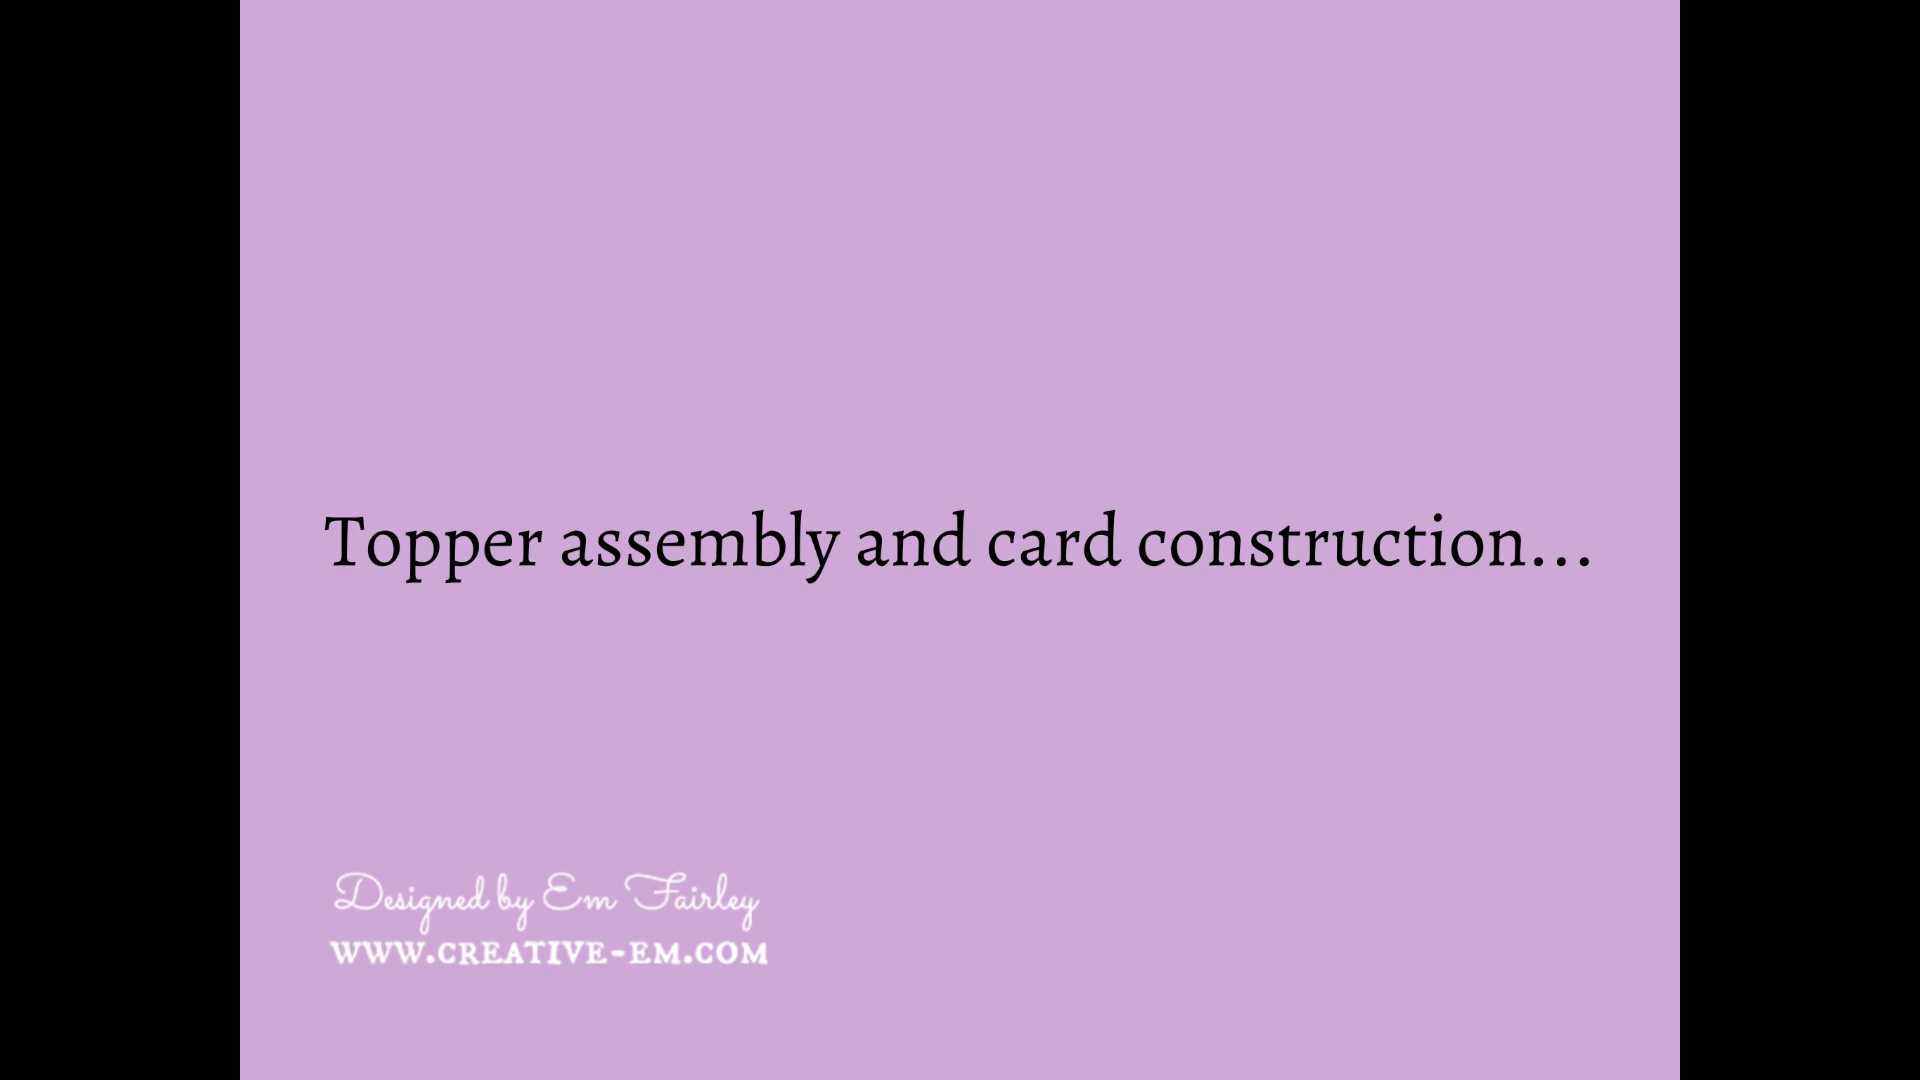 Topper assembly and card construction...
Designed by Em Fairley
WWW.CREATIVE-EM.COM